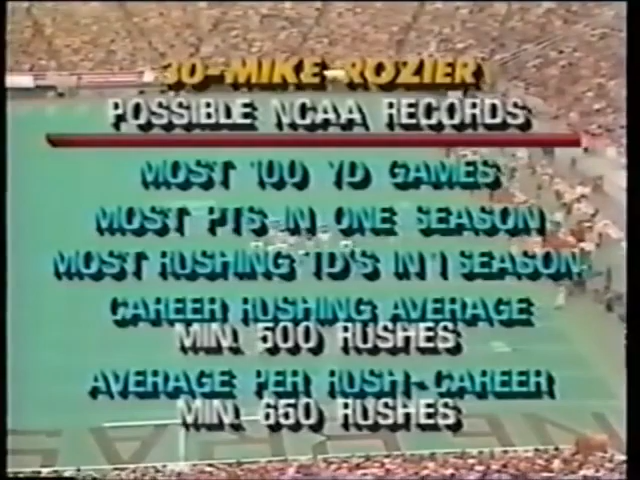 30-MIKE ROZIER
POSSIBLE NCAA RECORDS
MOST 100 YD GAMES
MOST PTS IN ONE SEASON
MOST RUSHING TD'S IN 1 SEASON
CAREER RUSHING AVERAGE
MIN. 500 RUSHES
AVERAGE PER RUSH-CAREER
MIN. 650 RUSHES